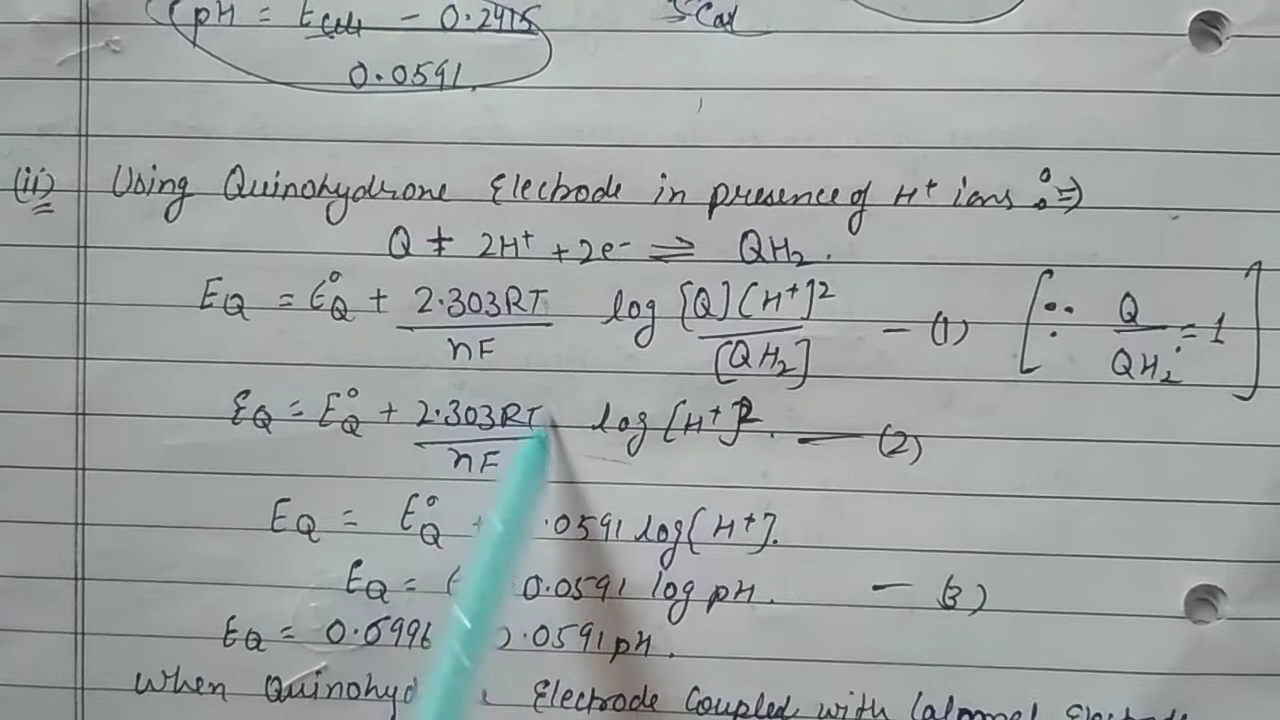 pH = Ecell - 0.2415
0.0591
(ii) Using Quinohydrone Electrode in presence of H+ ions :⇒
Q + 2H+ + 2e- ⇌ QH2.
EQ = E°Q + 2.303RT/nF log [Q][H+]²/[QH2] — (1) [∵ Q/QH2 = 1]
EQ = E°Q + 2.303RT/nF log [H+]². — (2)
EQ = E°Q .0591 log[H+].
EQ = 0.0591 log pH. — (3)
EQ = 0.6996 0.0591 pH.
When Electrode Coupled with